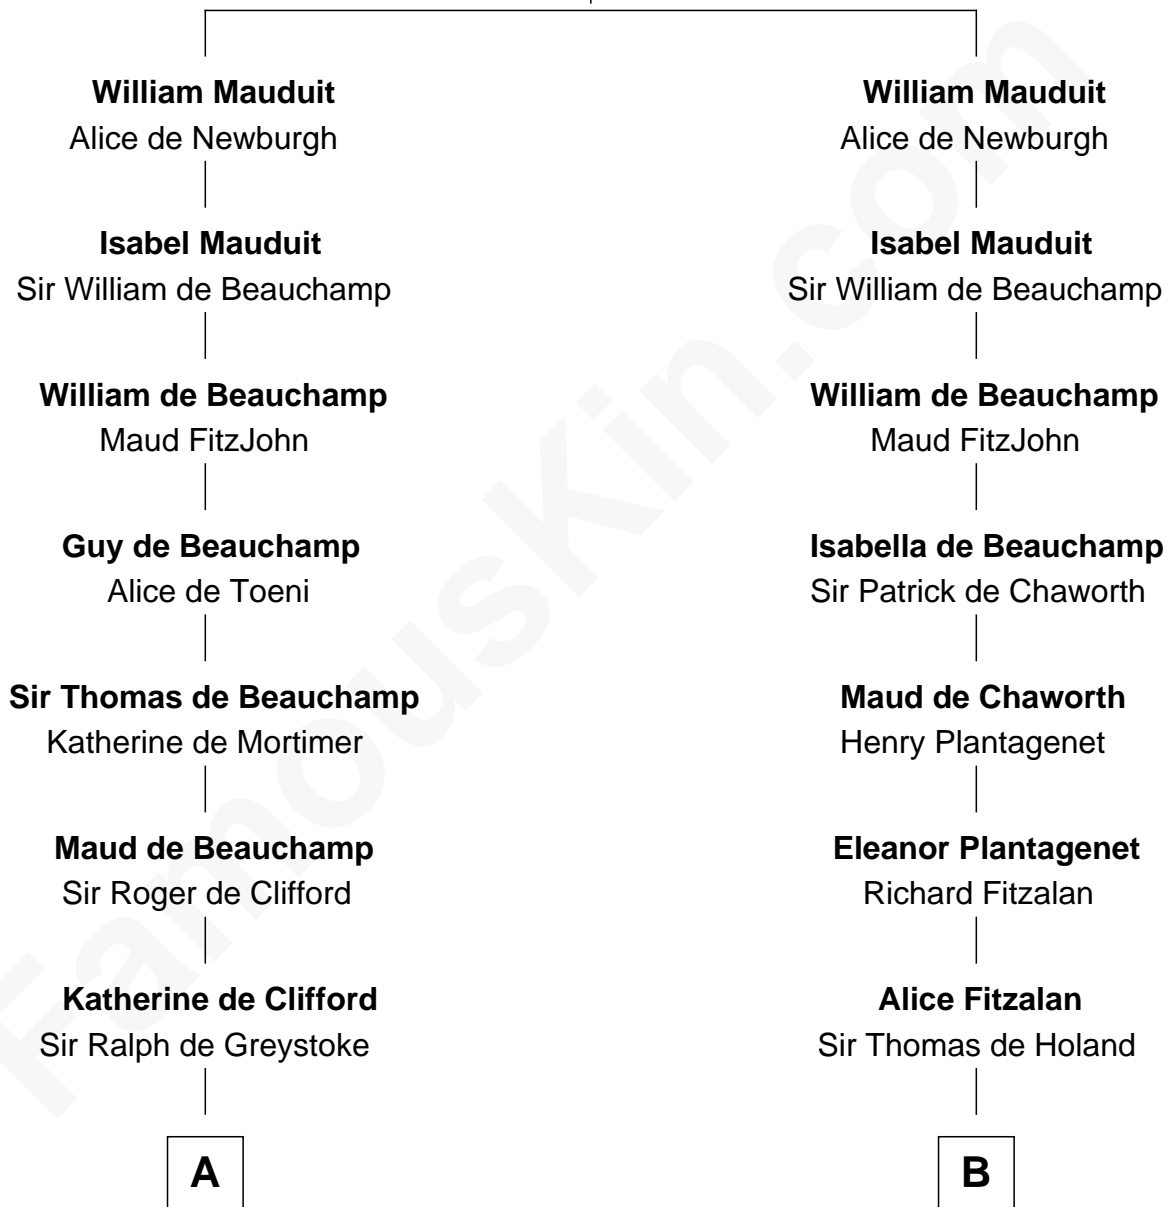 William Mauduit
Alice de Newburgh
Isabel Mauduit
Sir William de Beauchamp
William de Beauchamp
Maud FitzJohn
Guy de Beauchamp
Alice de Toeni
Sir Thomas de Beauchamp
Katherine de Mortimer
Maud de Beauchamp
Sir Roger de Clifford
Katherine de Clifford
Sir Ralph de Greystoke
A
William Mauduit
Alice de Newburgh
Isabel Mauduit
Sir William de Beauchamp
William de Beauchamp
Maud FitzJohn
Isabella de Beauchamp
Sir Patrick de Chaworth
Maud de Chaworth
Henry Plantagenet
Eleanor Plantagenet
Richard Fitzalan
Alice Fitzalan
Sir Thomas de Holand
B
FamousKin.com